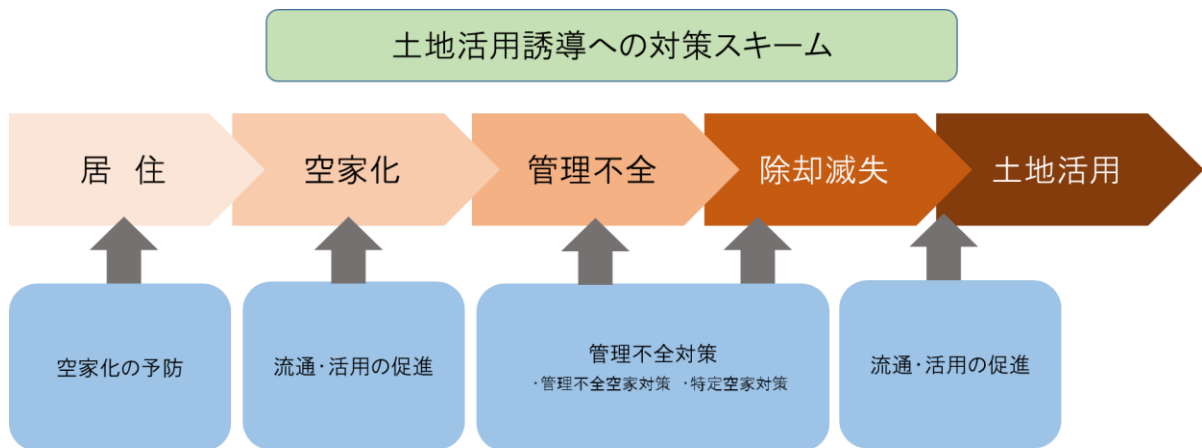 土地活用誘導への対策スキーム
居 住
空家化
管理不全
除却滅失
土地活用
空家化の予防
流通・活用の促進
管理不全対策
・管理不全空家対策 ・特定空家対策
流通・活用の促進